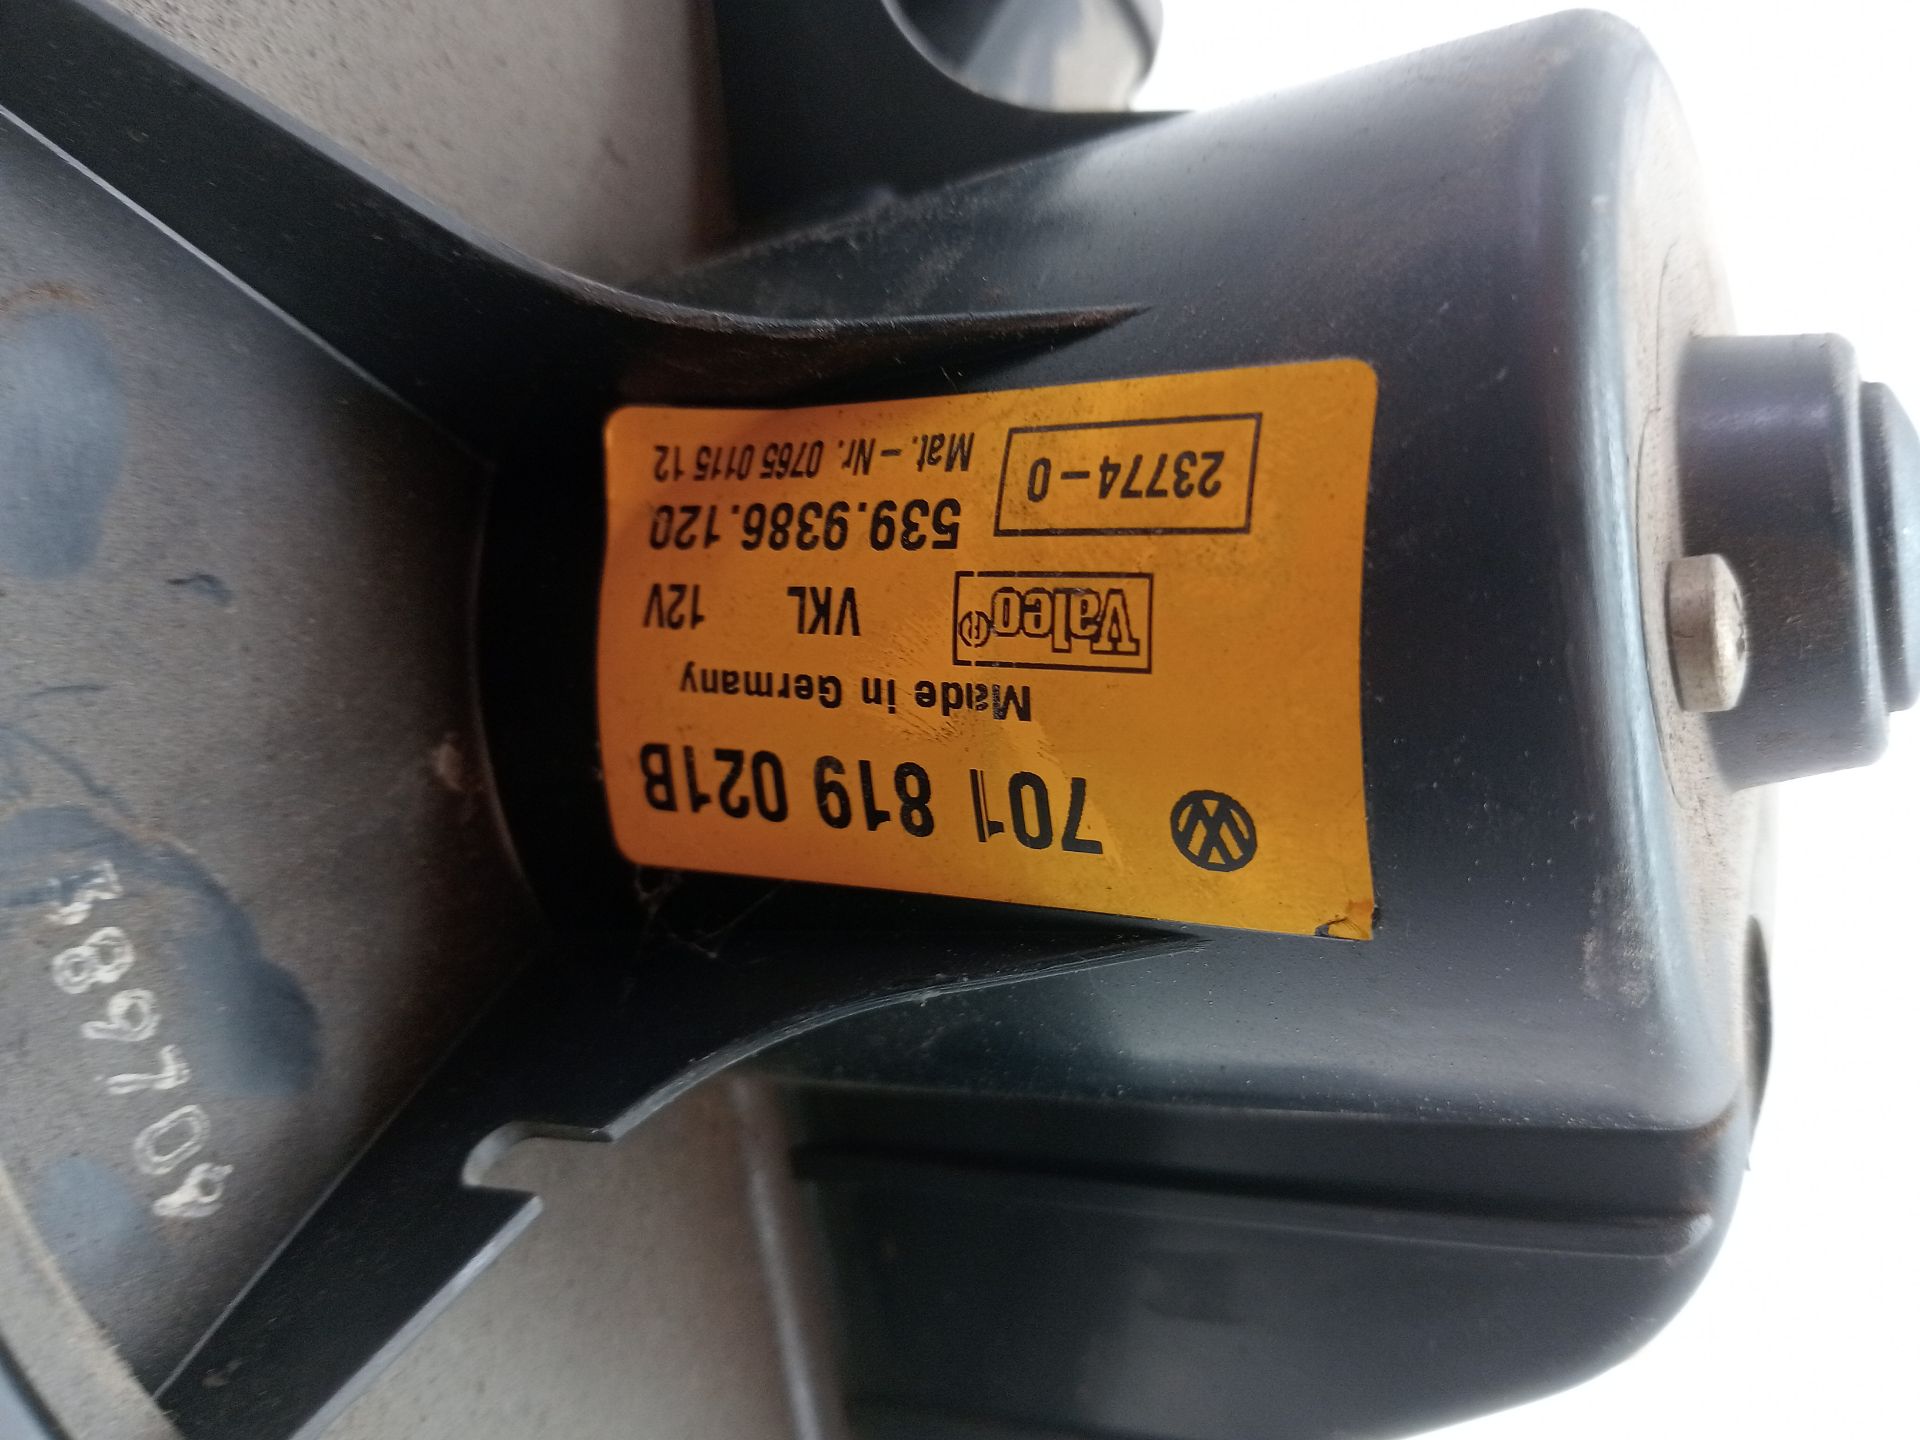 701 819 021B
Made in Germany
Valeo® VKL 12V
539.9386.120
23774-0
Mat.-Nr. 0765 0115 12